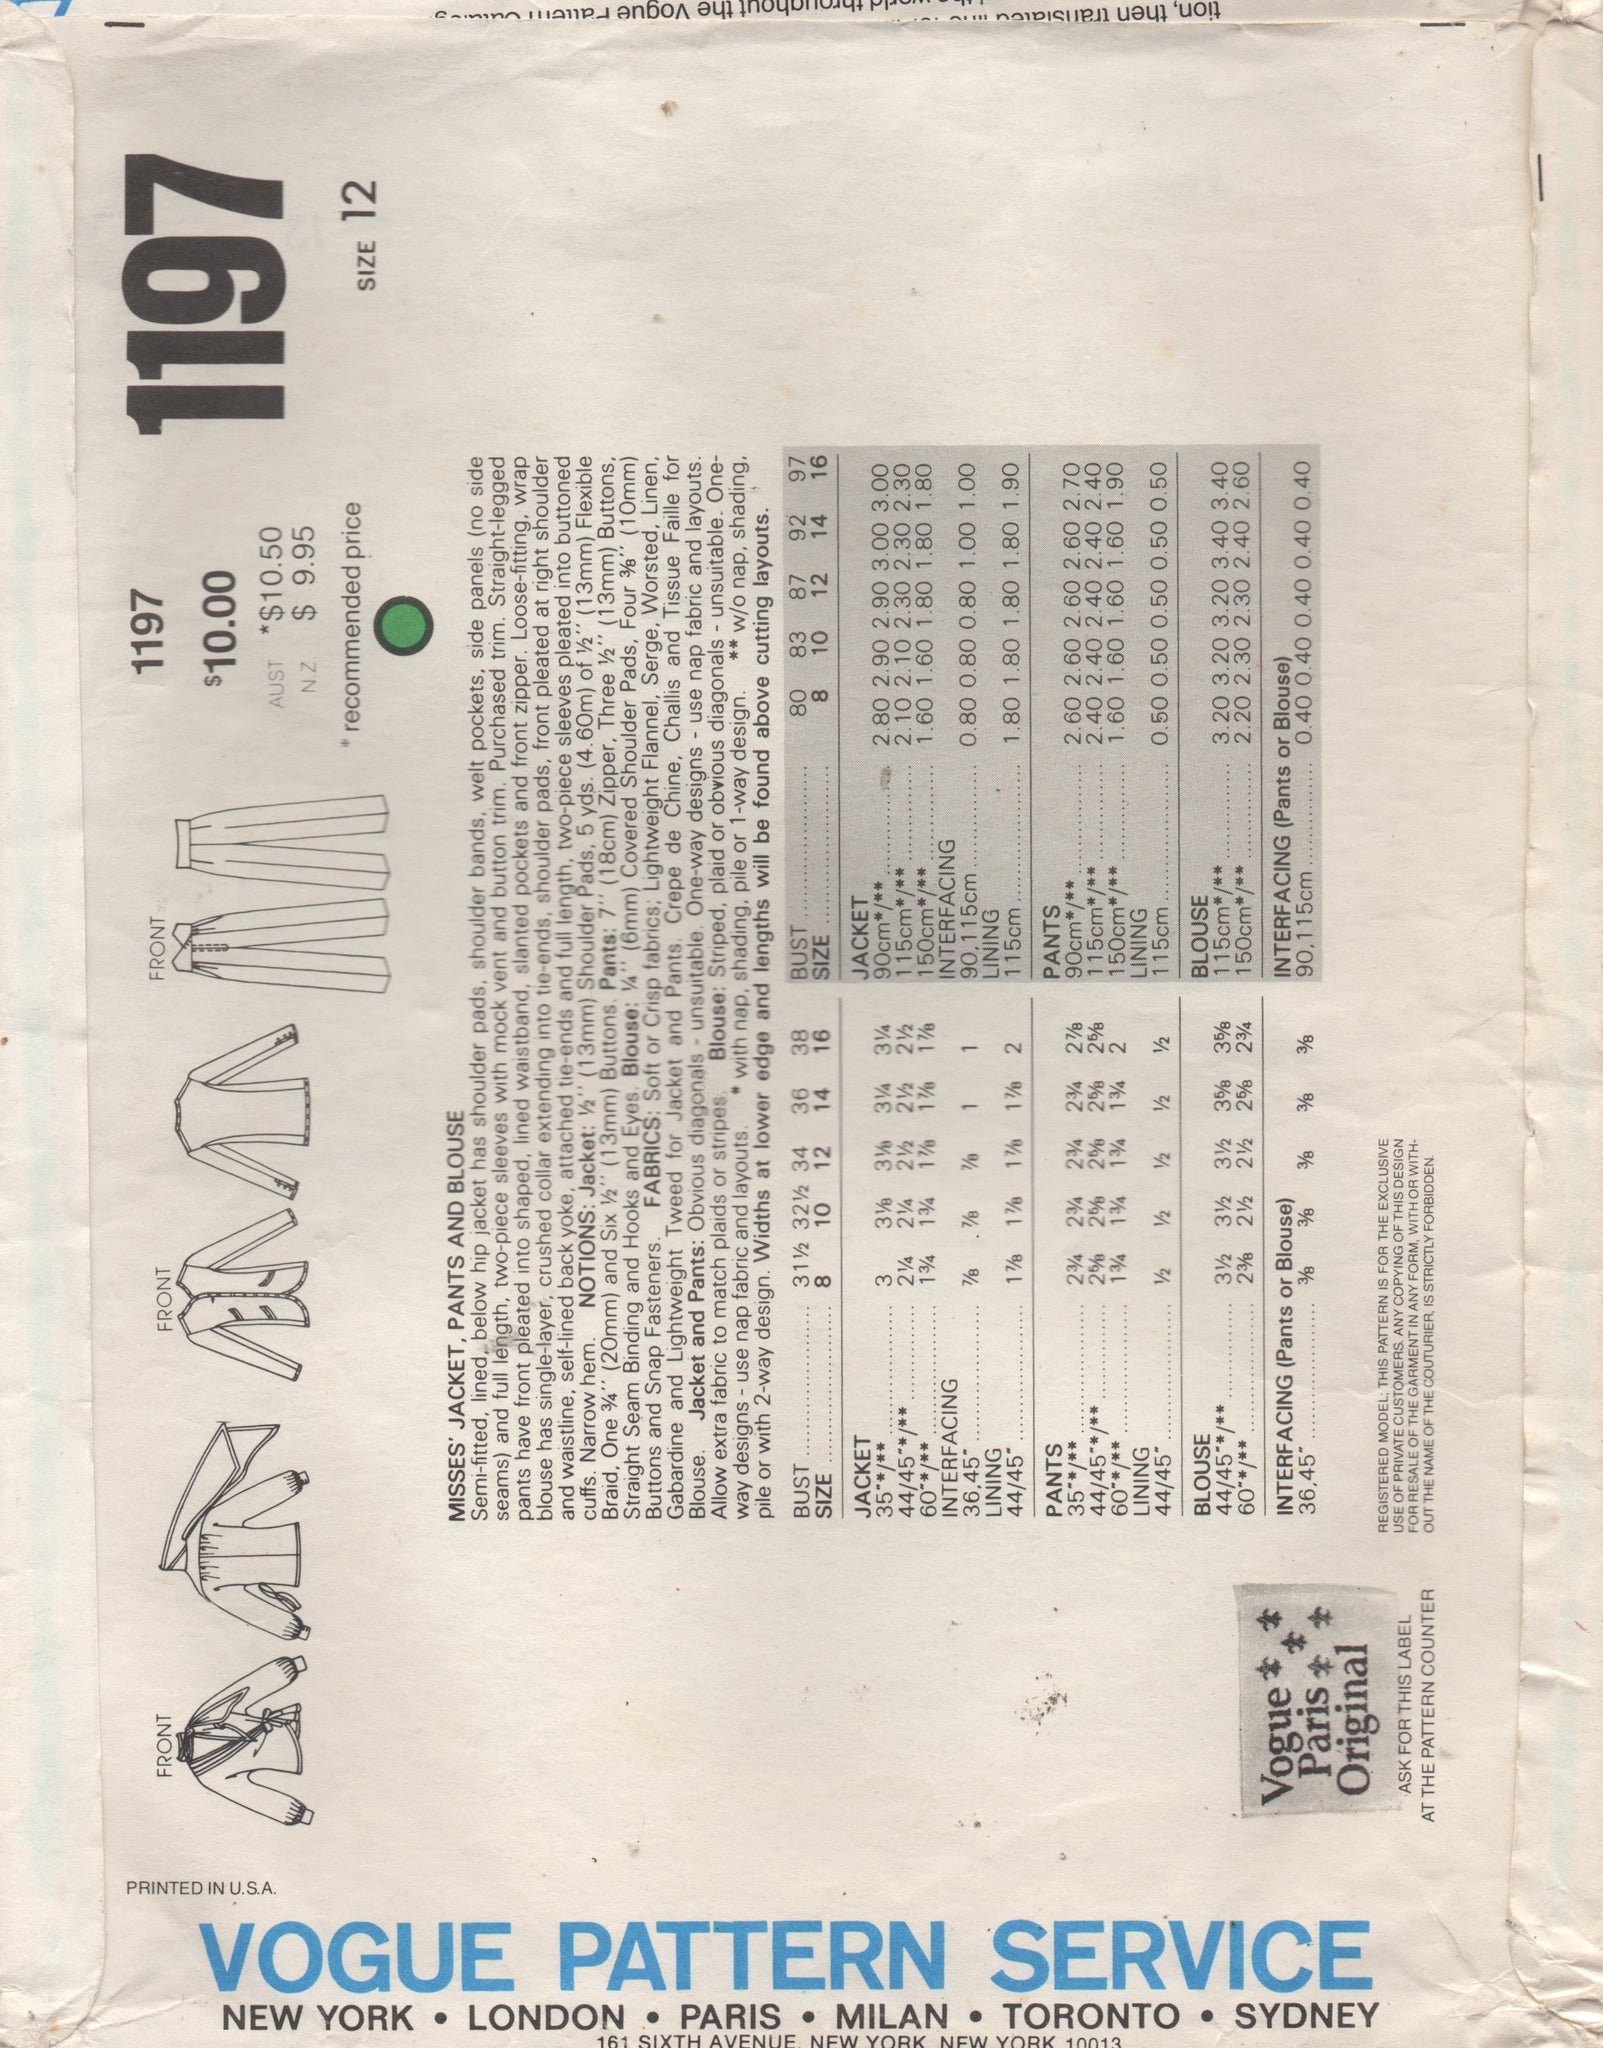 1197
1197
$10.00
AUST. *$10.50
N.Z. $ 9.95
* recommended price
SIZE 12
FRONT
FRONT
FRONT
MISSES' JACKET, PANTS AND BLOUSE
Semi-fitted, lined, below hip jacket has shoulder pads, shoulder bands, welt pockets, side panels (no side
seams) and full length, two-piece sleeves with mock vent and button trim. Purchased trim. Straight-legged
pants have front pleated into shaped, lined waistband, slanted pockets and front zipper. Loose-fitting, wrap
blouse has single-layer, crushed collar extending into tie-ends, shoulder pads, front pleated at right shoulder
and waistline, self-lined back yoke, attached tie-ends and full length, two-piece sleeves pleated into buttoned
cuffs. Narrow hem. NOTIONS: Jacket: ½'' (13mm) Shoulder Pads, 5 yds. (4.60m) of ½'' (13mm) Flexible
Braid, One ¾'' (20mm) and Six ½'' (13mm) Buttons. Pants: 7'' (18cm) Zipper, Three ½'' (13mm) Buttons,
Straight Seam Binding and Hooks and Eyes. Blouse: ¼'' (6mm) Covered Shoulder Pads, Four ⅜'' (10mm)
Buttons and Snap Fasteners. FABRICS: Soft or Crisp fabrics; Lightweight Flannel, Serge, Worsted, Linen,
Gabardine and Lightweight Tweed for Jacket and Pants. Crepe de Chine, Challis and Tissue Faille for
Blouse. Jacket and Pants: Obvious diagonals - unsuitable. One-way designs - use nap fabric and layouts.
Allow extra fabric to match plaids or stripes. Blouse: Striped, plaid or obvious diagonals - unsuitable. One-
way designs - use nap fabric and layouts. * with nap, shading, pile or 1-way design. ** w/o nap, shading,
pile or with 2-way design. Widths at lower edge and lengths will be found above cutting layouts.
BUST 31½ 32½ 34 36 38
SIZE 8 10 12 14 16
JACKET
35"*/** 3 3⅛ 3⅛ 3¼ 3¼
44/45"*/** 2¼ 2¼ 2½ 2½ 2½
60"*/** 1¾ 1¾ 1⅞ 1⅞ 1⅞
INTERFACING
36,45" ⅞ ⅞ ⅞ 1 1
LINING
44/45" 1⅞ 1⅞ 1⅞ 1⅞ 2
PANTS
35"*/** 2¾ 2¾ 2¾ 2¾ 2⅞
44/45"*/** 2⅝ 2⅝ 2⅝ 2⅝ 2⅝
60"*/** 1¾ 1¾ 1¾ 1¾ 2
LINING
44/45" ½ ½ ½ ½ ½
BLOUSE
44/45"*/** 3½ 3½ 3½ 3⅝ 3⅝
60"*/** 2⅜ 2½ 2½ 2⅝ 2¾
INTERFACING (Pants or Blouse)
36,45" ⅜ ⅜ ⅜ ⅜ ⅜
BUST 80 83 87 92 97
SIZE 8 10 12 14 16
JACKET
90cm*/** 2.80 2.90 2.90 3.00 3.00
115cm*/** 2.10 2.10 2.30 2.30 2.30
150cm*/** 1.60 1.60 1.80 1.80 1.80
INTERFACING
90,115cm 0.80 0.80 0.80 1.00 1.00
LINING
115cm 1.80 1.80 1.80 1.80 1.90
PANTS
90cm*/** 2.60 2.60 2.60 2.60 2.70
115cm*/** 2.40 2.40 2.40 2.40 2.40
150cm*/** 1.60 1.60 1.60 1.60 1.90
LINING
115cm 0.50 0.50 0.50 0.50 0.50
BLOUSE
115cm*/** 3.20 3.20 3.20 3.40 3.40
150cm*/** 2.20 2.30 2.30 2.40 2.60
INTERFACING (Pants or Blouse)
90,115cm 0.40 0.40 0.40 0.40 0.40
REGISTERED MODEL: THIS PATTERN IS FOR THE EXCLUSIVE
USE OF PRIVATE CUSTOMERS. ANY COPYING OF THIS DESIGN
FOR RESALE OF THE GARMENT IN ANY FORM, WITH OR WITH-
OUT THE NAME OF THE COUTURIER, IS STRICTLY FORBIDDEN.
Vogue
Paris
Original
ASK FOR THIS LABEL
AT THE PATTERN COUNTER
PRINTED IN U.S.A.
VOGUE PATTERN SERVICE
NEW YORK • LONDON • PARIS • MILAN • TORONTO • SYDNEY
161 SIXTH AVENUE, NEW YORK, NEW YORK 10013
tion, then translated
world throughout the Vogue Pattern